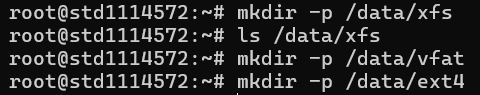 root@std1114572:~# mkdir -p /data/xfs
root@std1114572:~# ls /data/xfs
root@std1114572:~# mkdir -p /data/vfat
root@std1114572:~# mkdir -p /data/ext4